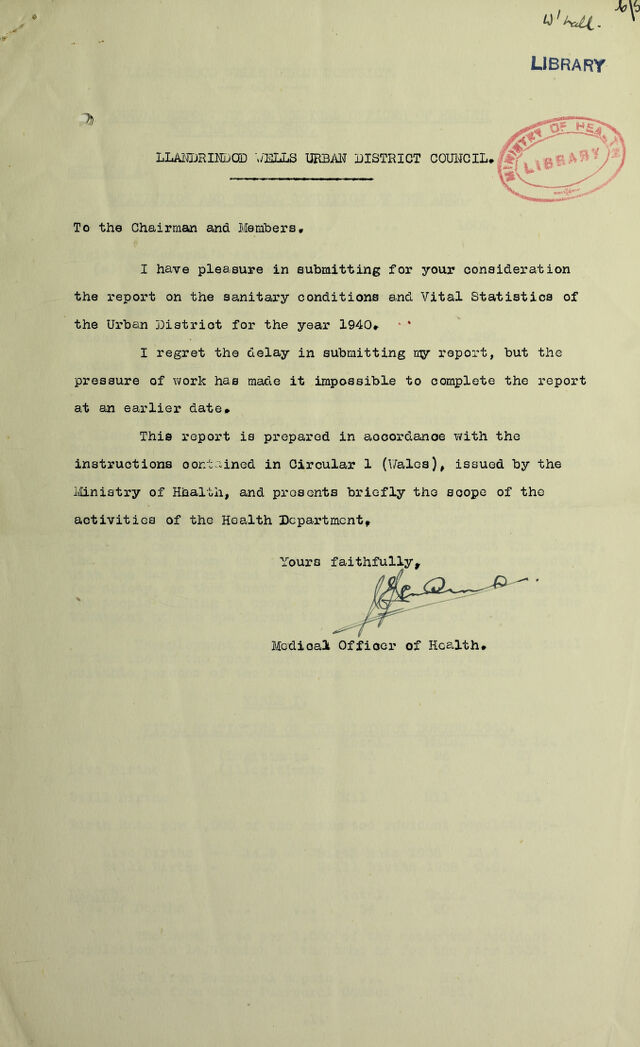 W'hall.
LIBRARY
MINISTRY OF HEALTH
LIBRARY
LLANDRINDOD WELLS URBAN DISTRICT COUNCIL.
To the Chairman and Members.
I have pleasure in submitting for your consideration
the report on the sanitary conditions and Vital Statistics of
the Urban District for the year 1940.
I regret the delay in submitting my report, but the
pressure of work has made it impossible to complete the report
at an earlier date.
This report is prepared in accordance with the
instructions contained in Circular 1 (Wales), issued by the
Ministry of Hhalth, and presents briefly the scope of the
activities of the Health Department.
Yours faithfully,
Medical Officer of Health.